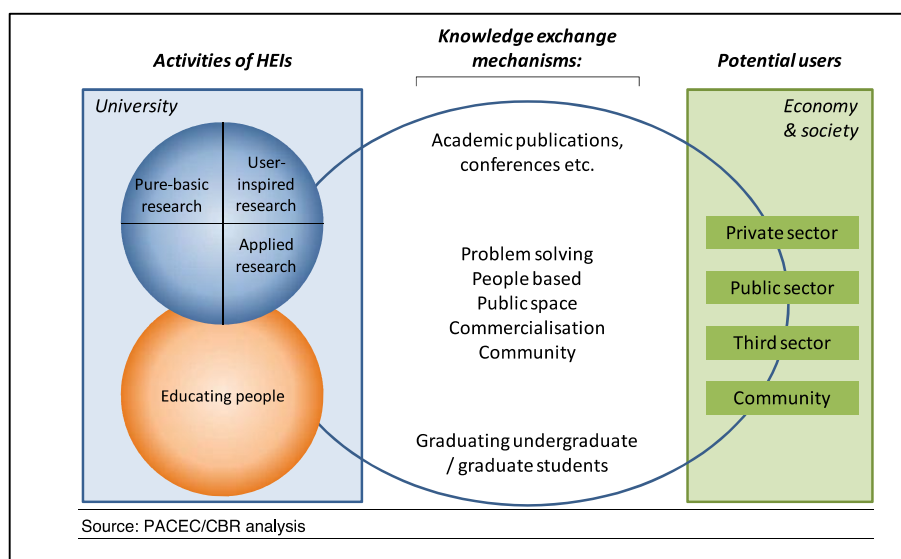 Activities of HEIs
Knowledge exchange
mechanisms:
Potential users
University
Pure-basic
research
User-
inspired
research
Applied
research
Educating people
Academic publications,
conferences etc.
Problem solving
People based
Public space
Commercialisation
Community
Graduating undergraduate
/ graduate students
Economy
& society
Private sector
Public sector
Third sector
Community
Source: PACEC/CBR analysis